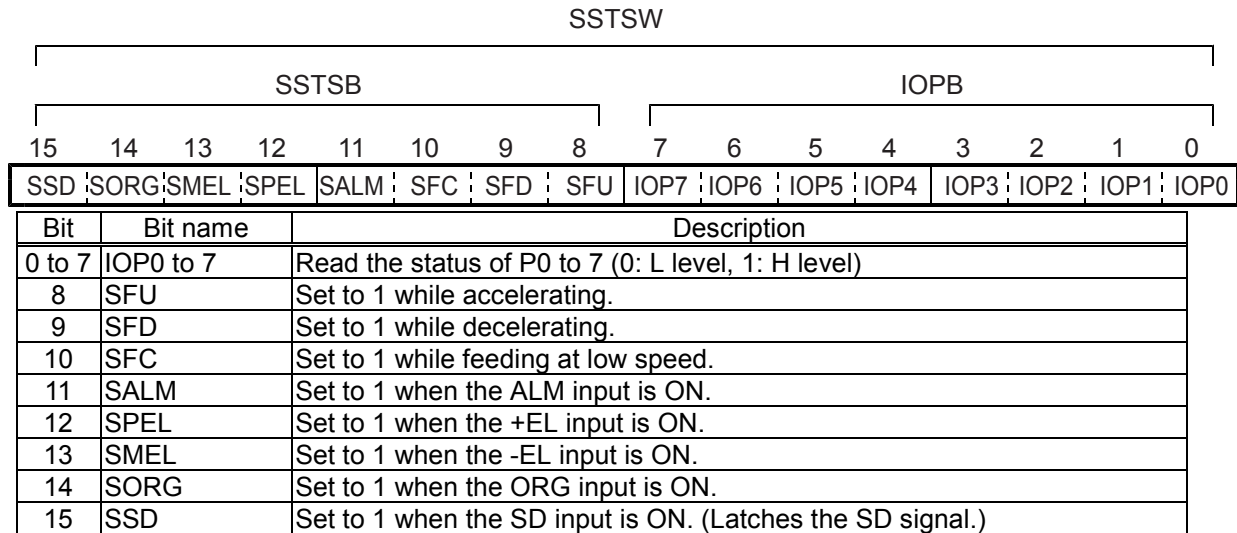 SSTSW
SSTSB IOPB
15 14 13 12 11 10 9 8 7 6 5 4 3 2 1 0
SSD SORG SMEL SPEL SALM SFC SFD SFU IOP7 IOP6 IOP5 IOP4 IOP3 IOP2 IOP1 IOP0
Bit Bit name Description
0 to 7 IOP0 to 7 Read the status of P0 to 7 (0: L level, 1: H level)
8 SFU Set to 1 while accelerating.
9 SFD Set to 1 while decelerating.
10 SFC Set to 1 while feeding at low speed.
11 SALM Set to 1 when the ALM input is ON.
12 SPEL Set to 1 when the +EL input is ON.
13 SMEL Set to 1 when the -EL input is ON.
14 SORG Set to 1 when the ORG input is ON.
15 SSD Set to 1 when the SD input is ON. (Latches the SD signal.)